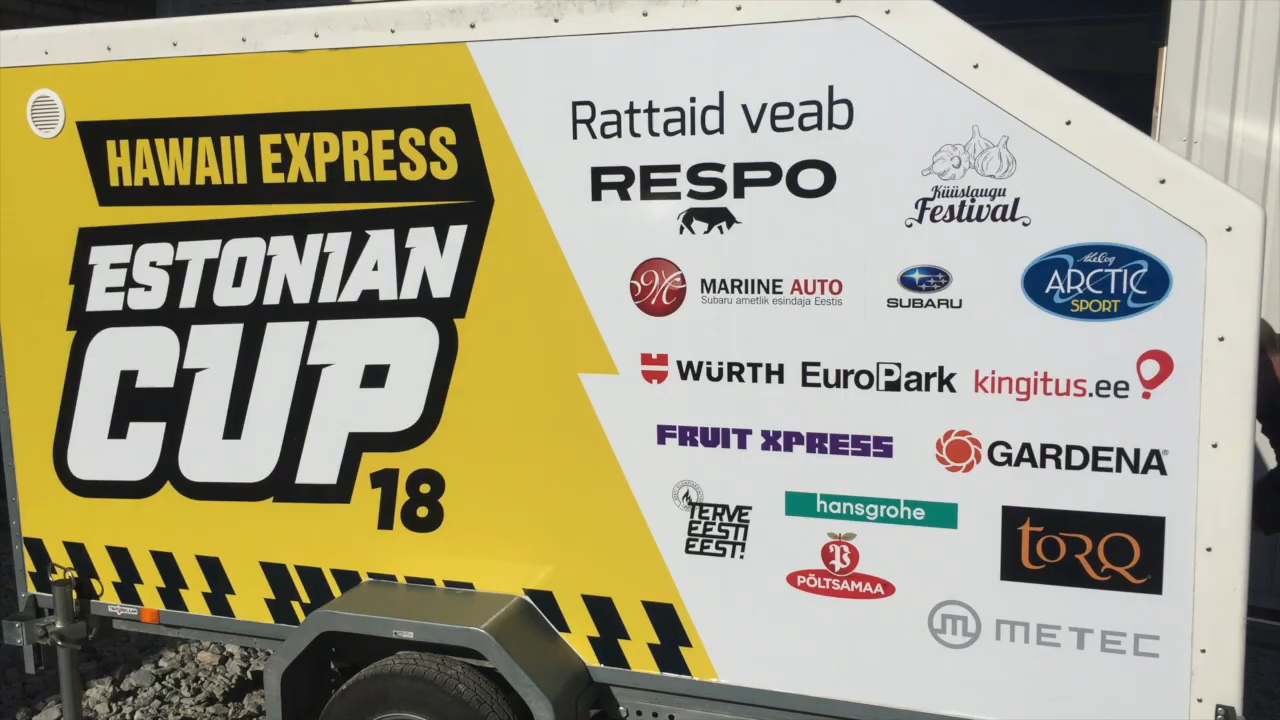 HAWAII EXPRESS
ESTONIAN
CUP
18
Rattaid veab
RESPO
Küüslaugu
Festival
M
MARIINE AUTO
Subaru ametlik esindaja Eestis
SUBARU
ALeCoq
ARCTIC
SPORT
WÜRTH
EuroPark
kingitus.ee
FRUIT XPRESS
GARDENA®
TERVE
EESTI
EEST!
hansgrohe
P
PÕLTSAMAA
TORQ
METEC